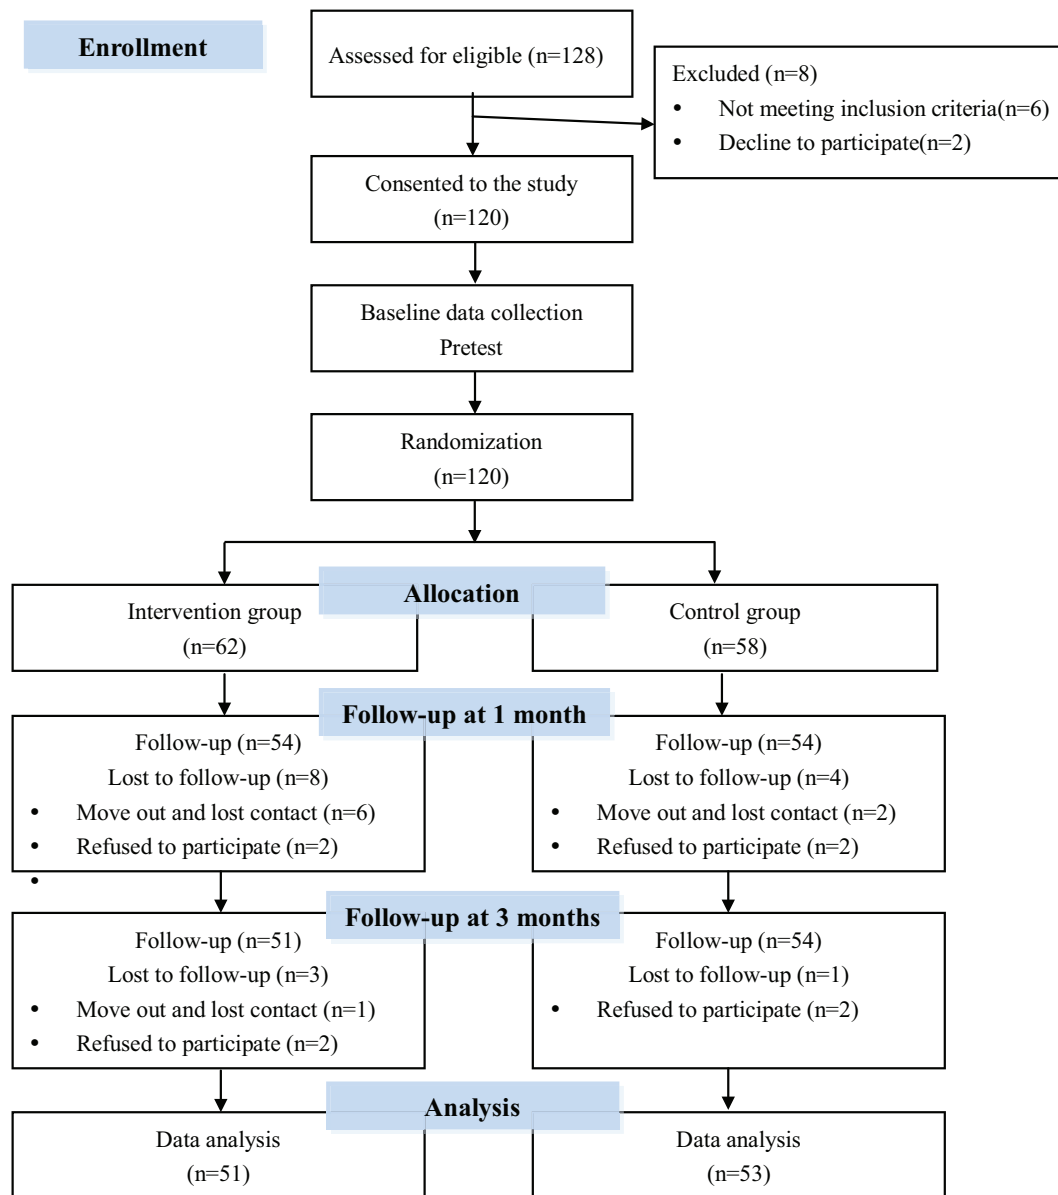 Enrollment
Assessed for eligible (n=128)
Excluded (n=8)
• Not meeting inclusion criteria(n=6)
• Decline to participate(n=2)
Consented to the study
(n=120)
Baseline data collection
Pretest
Randomization
(n=120)
Allocation
Intervention group
(n=62)
Control group
(n=58)
Follow-up at 1 month
Follow-up (n=54)
Lost to follow-up (n=8)
• Move out and lost contact (n=6)
• Refused to participate (n=2)
•
Follow-up (n=54)
Lost to follow-up (n=4)
• Move out and lost contact (n=2)
• Refused to participate (n=2)
Follow-up at 3 months
Follow-up (n=51)
Lost to follow-up (n=3)
• Move out and lost contact (n=1)
• Refused to participate (n=2)
Follow-up (n=54)
Lost to follow-up (n=1)
• Refused to participate (n=2)
Analysis
Data analysis
(n=51)
Data analysis
(n=53)